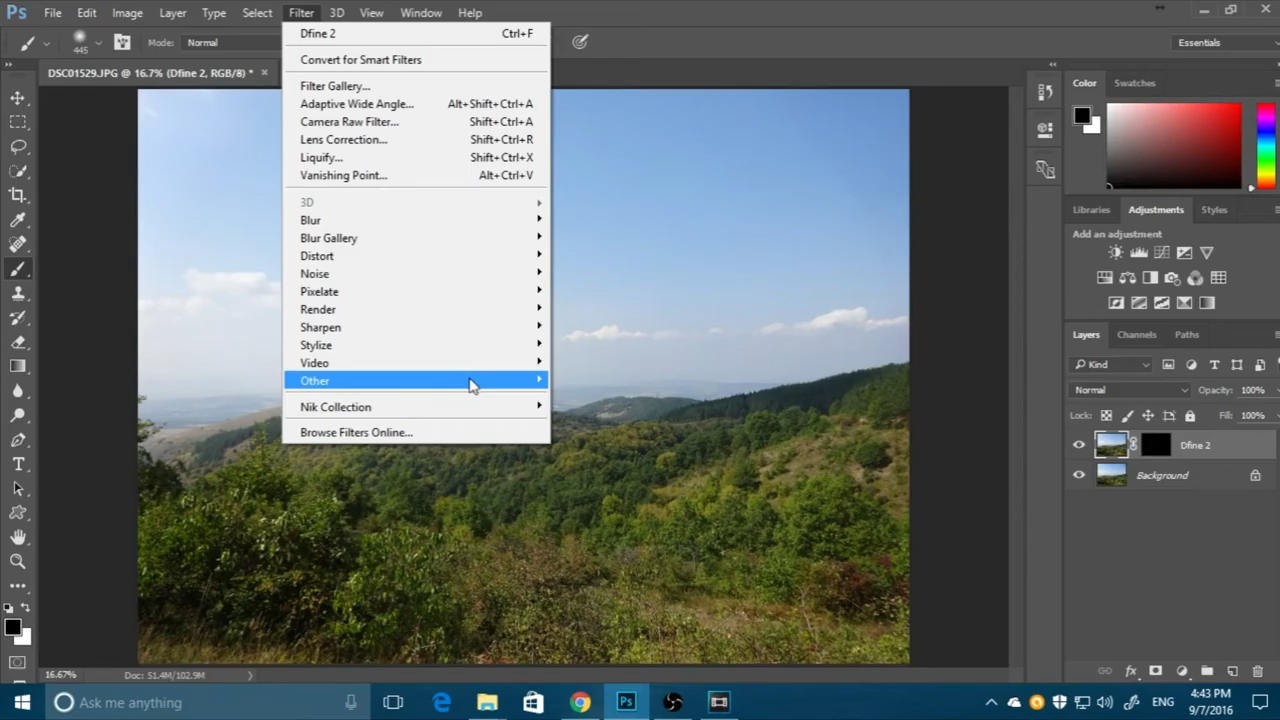 Ps File Edit Image Layer Type Select Filter 3D View Window Help
445 Mode: Normal Essentials
DSC01529.JPG @ 16.7% (Dfine 2, RGB/8) *
Dfine 2 Ctrl+F
Convert for Smart Filters
Filter Gallery...
Adaptive Wide Angle... Alt+Shift+Ctrl+A
Camera Raw Filter... Shift+Ctrl+A
Lens Correction... Shift+Ctrl+R
Liquify... Shift+Ctrl+X
Vanishing Point... Alt+Ctrl+V
3D
Blur
Blur Gallery
Distort
Noise
Pixelate
Render
Sharpen
Stylize
Video
Other
Nik Collection
Browse Filters Online...
Color Swatches
Libraries Adjustments Styles
Add an adjustment
Layers Channels Paths
Kind
Normal Opacity: 100%
Lock: Fill: 100%
Dfine 2
Background
16.67% Doc: 51.4M/102.9M
Ask me anything
Ps
ENG
4:43 PM
9/7/2016